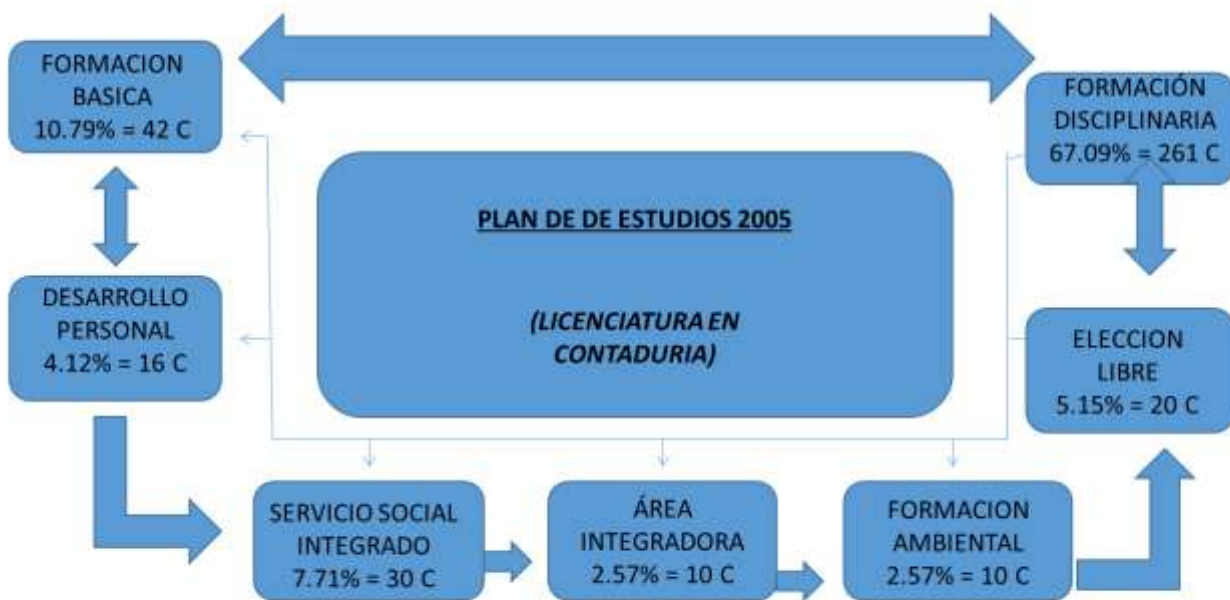 FORMACION
BASICA
10.79% = 42 C
FORMACIÓN
DISCIPLINARIA
67.09% = 261 C
PLAN DE DE ESTUDIOS 2005
(LICENCIATURA EN
CONTADURIA)
DESARROLLO
PERSONAL
4.12% = 16 C
ELECCION
LIBRE
5.15% = 20 C
SERVICIO SOCIAL
INTEGRADO
7.71% = 30 C
ÁREA
INTEGRADORA
2.57% = 10 C
FORMACION
AMBIENTAL
2.57% = 10 C